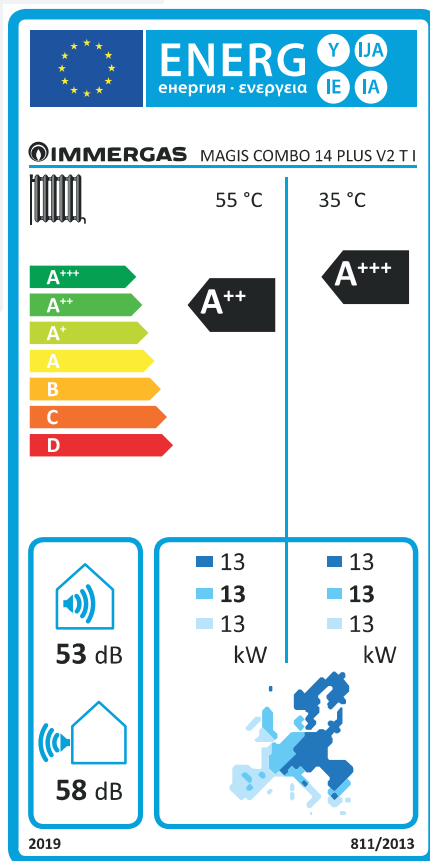 ENERG Y IJA
енергия · ενεργεια IE IA
IMMERGAS MAGIS COMBO 14 PLUS V2 T I
55 °C 35 °C
A+++
A++
A+
A
B
C
D
A++
A+++
53 dB
58 dB
13 13
13 13
13 13
kW kW
2019 811/2013